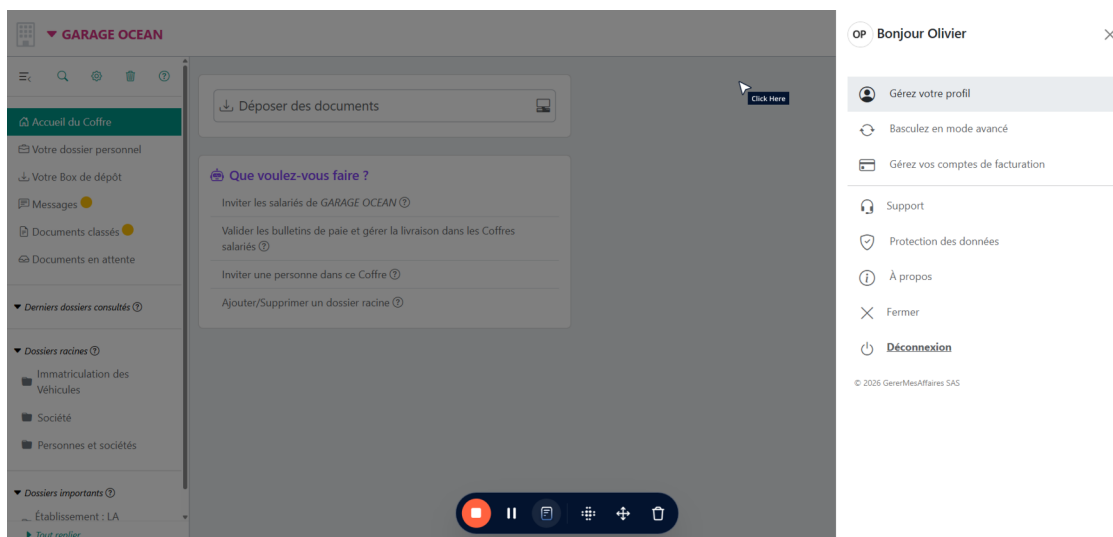 GARAGE OCEAN
Accueil du Coffre
Votre dossier personnel
Votre Box de dépôt
Messages
Documents classés
Documents en attente
Derniers dossiers consultés
Dossiers racines
Immatriculation des
Véhicules
Société
Personnes et sociétés
Dossiers importants
Établissement : LA
Tout replier
Déposer des documents
Que voulez-vous faire ?
Inviter les salariés de GARAGE OCEAN
Valider les bulletins de paie et gérer la livraison dans les Coffres
salariés
Inviter une personne dans ce Coffre
Ajouter/Supprimer un dossier racine
Click Here
OP Bonjour Olivier
Gérez votre profil
Basculez en mode avancé
Gérez vos comptes de facturation
Support
Protection des données
À propos
Fermer
Déconnexion
© 2026 GererMesAffaires SAS